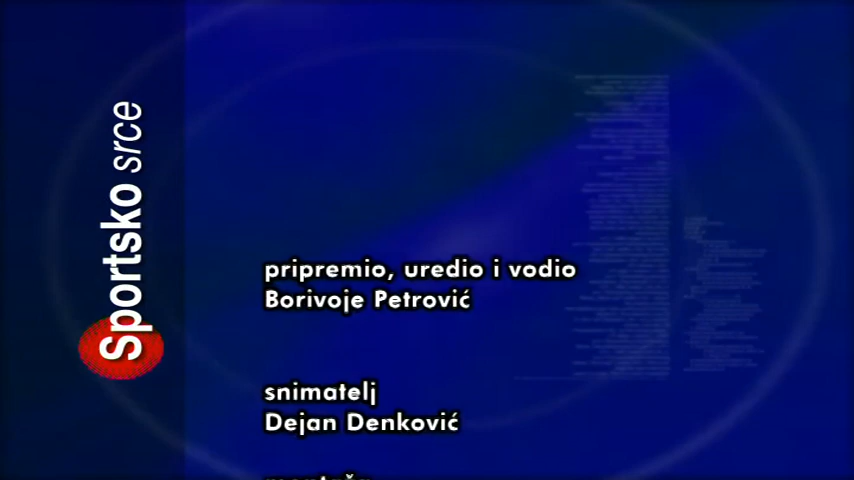 Sportsko srce
pripremio, uredio i vodio
Borivoje Petrović
snimatelj
Dejan Denković